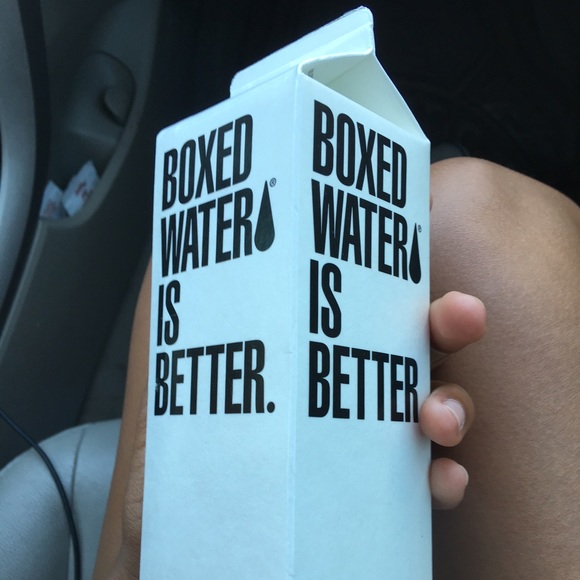 BOXED
WATER®
IS
BETTER.
BOXED
WATER®
IS
BETTER